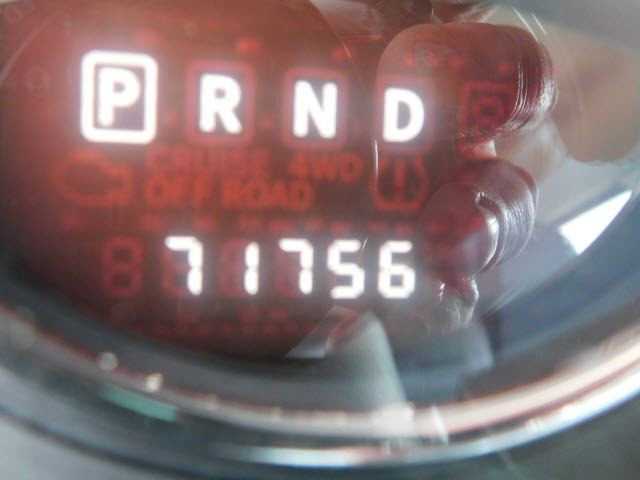 P R N D
CRUISE 4WD
OFF ROAD
71756